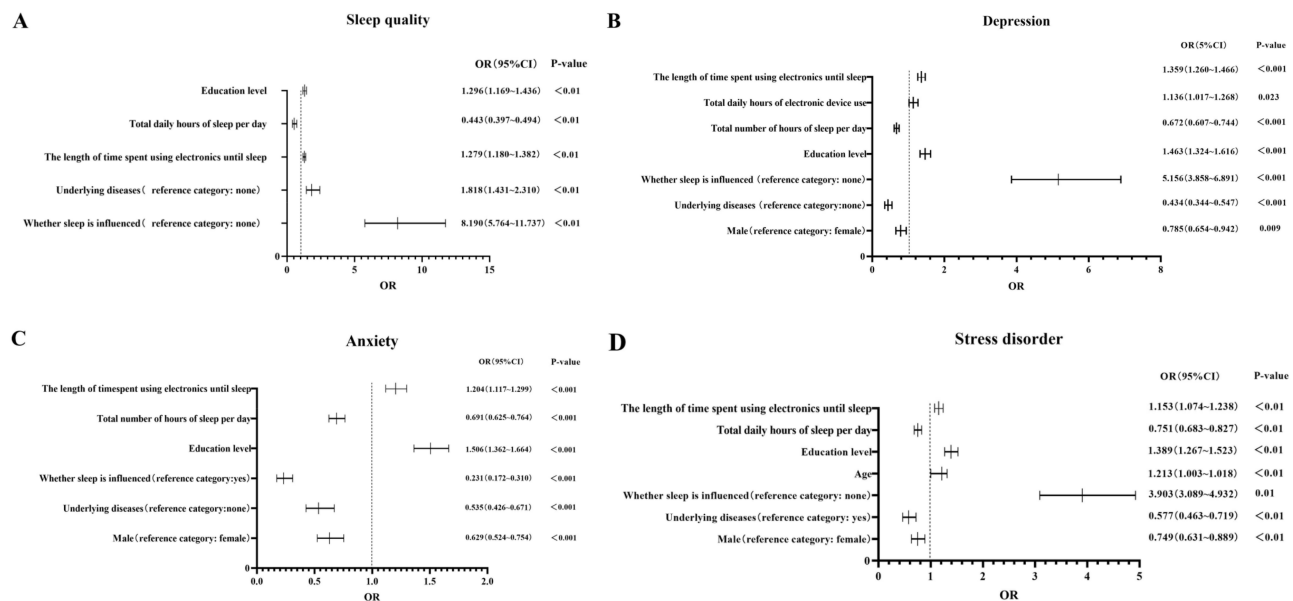 A
Sleep quality
OR(95%CI) P-value
Education level 1.296(1.169~1.436) <0.01
Total daily hours of sleep per day 0.443(0.397~0.494) <0.01
The length of time spent using electronics until sleep 1.279(1.180~1.382) <0.01
Underlying diseases( reference category: none) 1.818(1.431~2.310) <0.01
Whether sleep is influenced( reference category: none) 8.190(5.764~11.737) <0.01
0
0 5 10 15
OR
B
Depression
OR(5%CI) P-value
The length of time spent using electronics until sleep 1.359(1.260~1.466) <0.001
Total daily hours of electronic device use 1.136(1.017~1.268) 0.023
Total number of hours of sleep per day 0.672(0.607~0.744) <0.001
Education level 1.463(1.324~1.616) <0.001
Whether sleep is influenced (reference category: none) 5.156(3.858~6.891) <0.001
Underlying diseases (reference category:none) 0.434(0.344~0.547) <0.001
Male(reference category: female) 0.785(0.654~0.942) 0.009
0
0 2 4 6 8
OR
C
Anxiety
OR(95%CI) P-value
The length of timespent using electronics until sleep 1.204(1.117~1.299) <0.001
Total number of hours of sleep per day 0.691(0.625~0.764) <0.001
Education level 1.506(1.362~1.664) <0.001
Whether sleep is influenced(reference category:yes) 0.231(0.172~0.310) <0.001
Underlying diseases(reference category:none) 0.535(0.426~0.671) <0.001
Male(reference category: female) 0.629(0.524~0.754) <0.001
0
0.0 0.5 1.0 1.5 2.0
OR
D
Stress disorder
OR(95%CI) P-value
The length of time spent using electronics until sleep 1.153(1.074~1.238) <0.01
Total daily hours of sleep per day 0.751(0.683~0.827) <0.01
Education level 1.389(1.267~1.523) <0.01
Age 1.213(1.003~1.018) <0.01
Whether sleep is influenced(reference category: none) 3.903(3.089~4.932) 0.01
Underlying diseases(reference category: yes) 0.577(0.463~0.719) <0.01
Male(reference category: female) 0.749(0.631~0.889) <0.01
0
0 1 2 3 4 5
OR